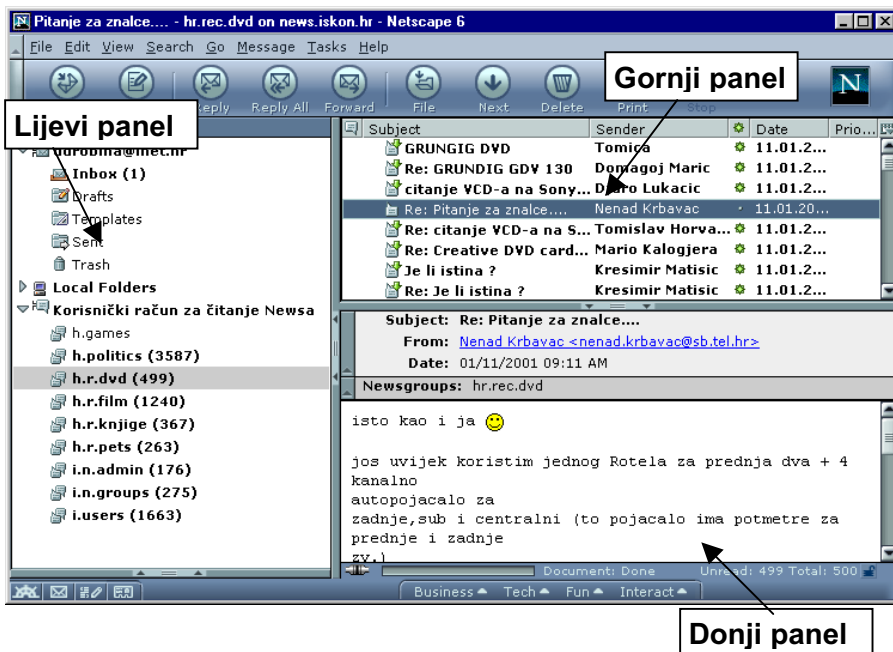 Pitanje za znalce.... - hr.rec.dvd on news.iskon.hr - Netscape 6
File Edit View Search Go Message Tasks Help
Reply All Forward File Next Delete Print Stop
N
Gornji panel
Lijevi panel
Inbox (1)
Drafts
Templates
Sent
Trash
Local Folders
Korisnički račun za čitanje Newsa
h.games
h.politics (3587)
h.r.dvd (499)
h.r.film (1240)
h.r.knjige (367)
h.r.pets (263)
i.n.admin (176)
i.n.groups (275)
i.users (1663)
Subject Sender Date Prio...
GRUNGIG DVD Tomica 11.01.2...
Re: GRUNDIG GDV 130 Domagoj Maric 11.01.2...
citanje VCD-a na Sony... Lukacic 11.01.2...
Re: Pitanje za znalce.... Nenad Krbavac 11.01.20...
Re: citanje VCD-a na S... Tomislav Horva... 11.01.2...
Re: Creative DVD card... Mario Kalogjera 11.01.2...
Je li istina ? Kresimir Matisic 11.01.2...
Re: Je li istina ? Kresimir Matisic 11.01.2...
Subject: Re: Pitanje za znalce....
From: Nenad Krbavac <nenad.krbavac@sb.tel.hr>
Date: 01/11/2001 09:11 AM
Newsgroups: hr.rec.dvd
isto kao i ja
jos uvijek koristim jednog Rotela za prednja dva + 4
kanalno
autopojacalo za
zadnje,sub i centralni (to pojacalo ima potmetre za
prednje i zadnje
zv.)
Document: Done Unread: 499 Total: 500
Business Tech Fun Interact
Donji panel